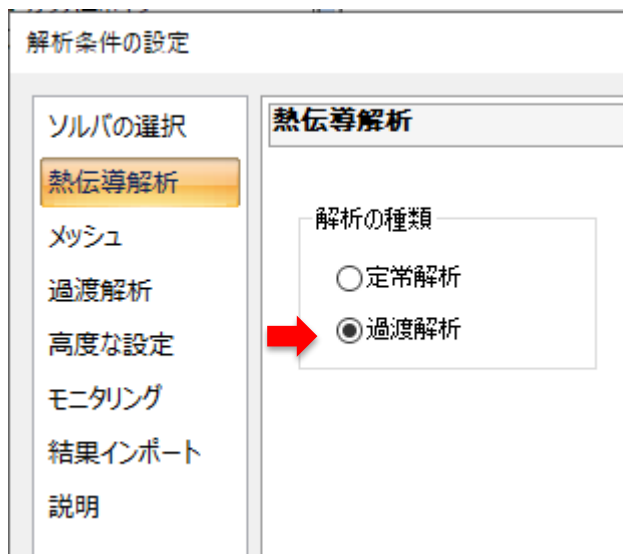 解析条件の設定
ソルバの選択
熱伝導解析
メッシュ
過渡解析
高度な設定
モニタリング
結果インポート
説明
熱伝導解析
解析の種類
定常解析
過渡解析